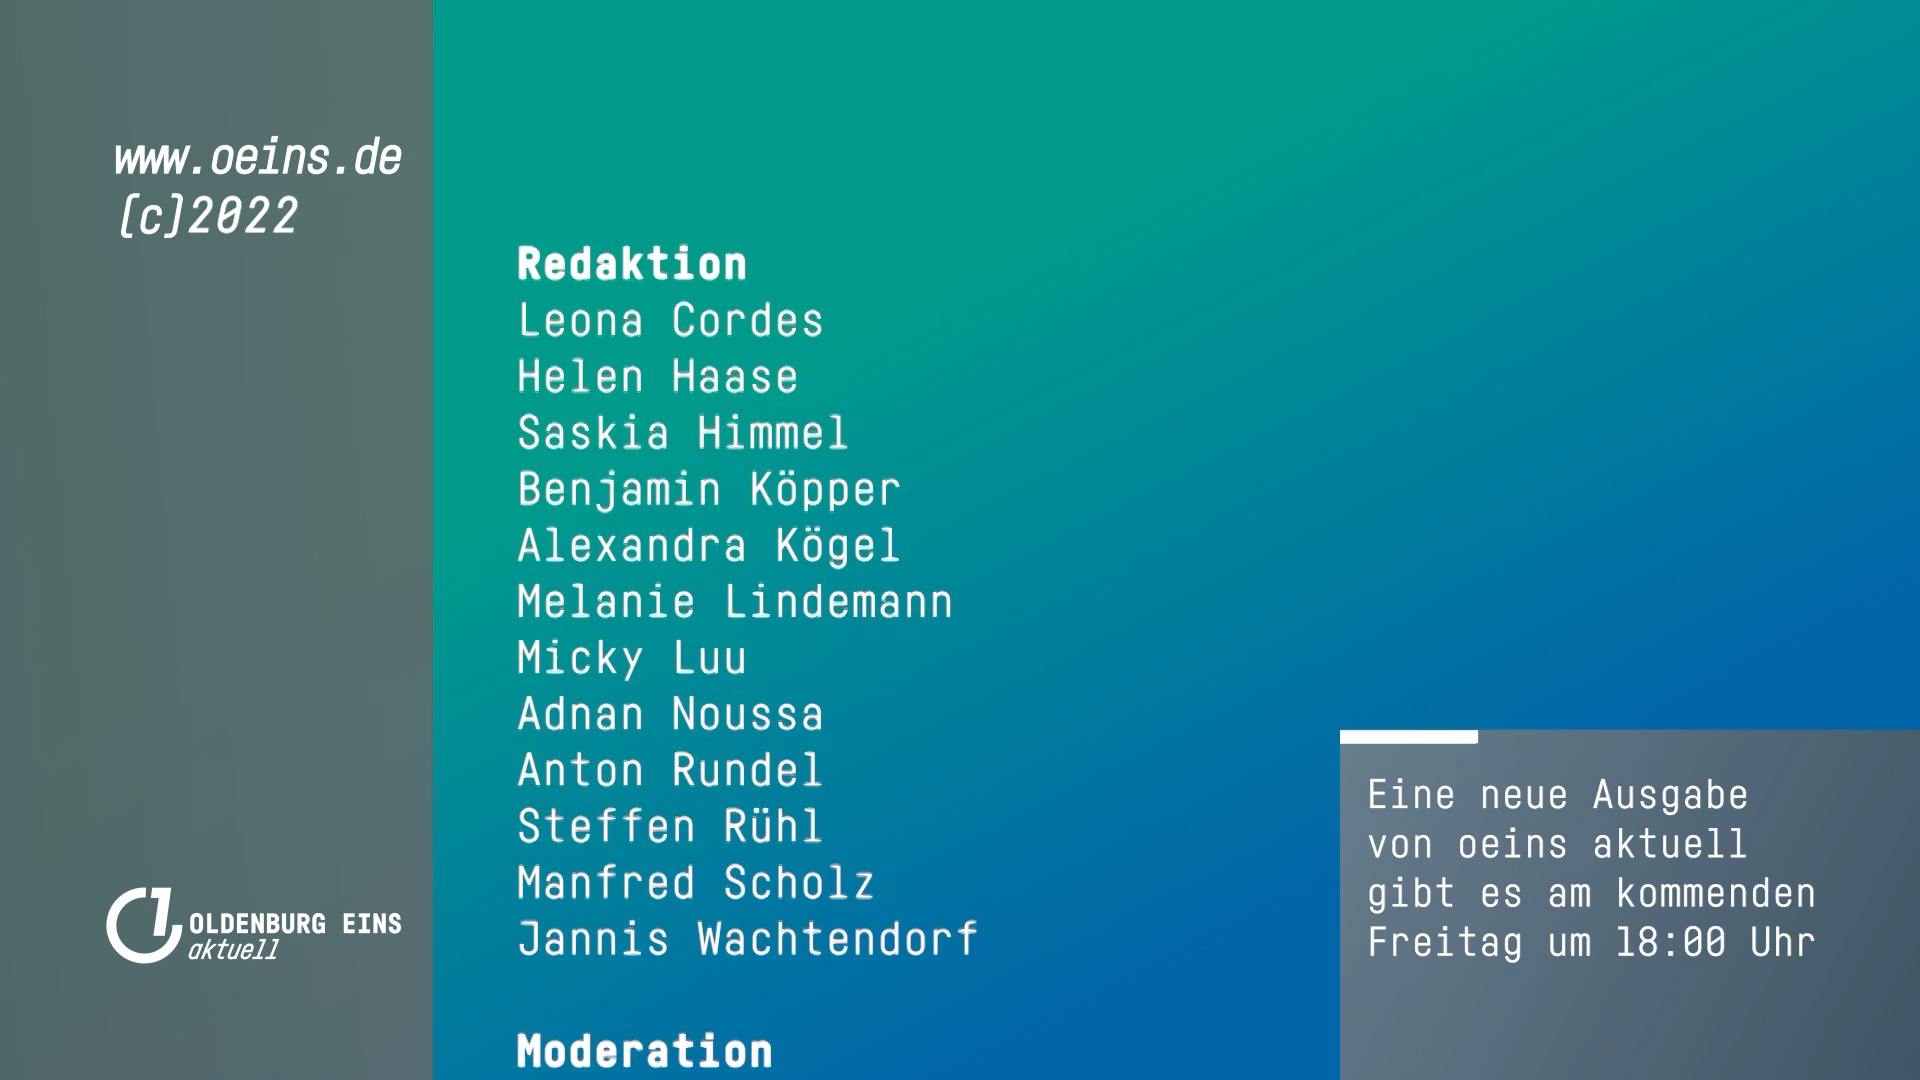 www.oeins.de
(c)2022
Redaktion
Leona Cordes
Helen Haase
Saskia Himmel
Benjamin Köpper
Alexandra Kögel
Melanie Lindemann
Micky Luu
Adnan Noussa
Anton Rundel
Steffen Rühl
Manfred Scholz
Jannis Wachtendorf
Moderation
Eine neue Ausgabe
von oeins aktuell
gibt es am kommenden
Freitag um 18:00 Uhr
OLDENBURG EINS
aktuell